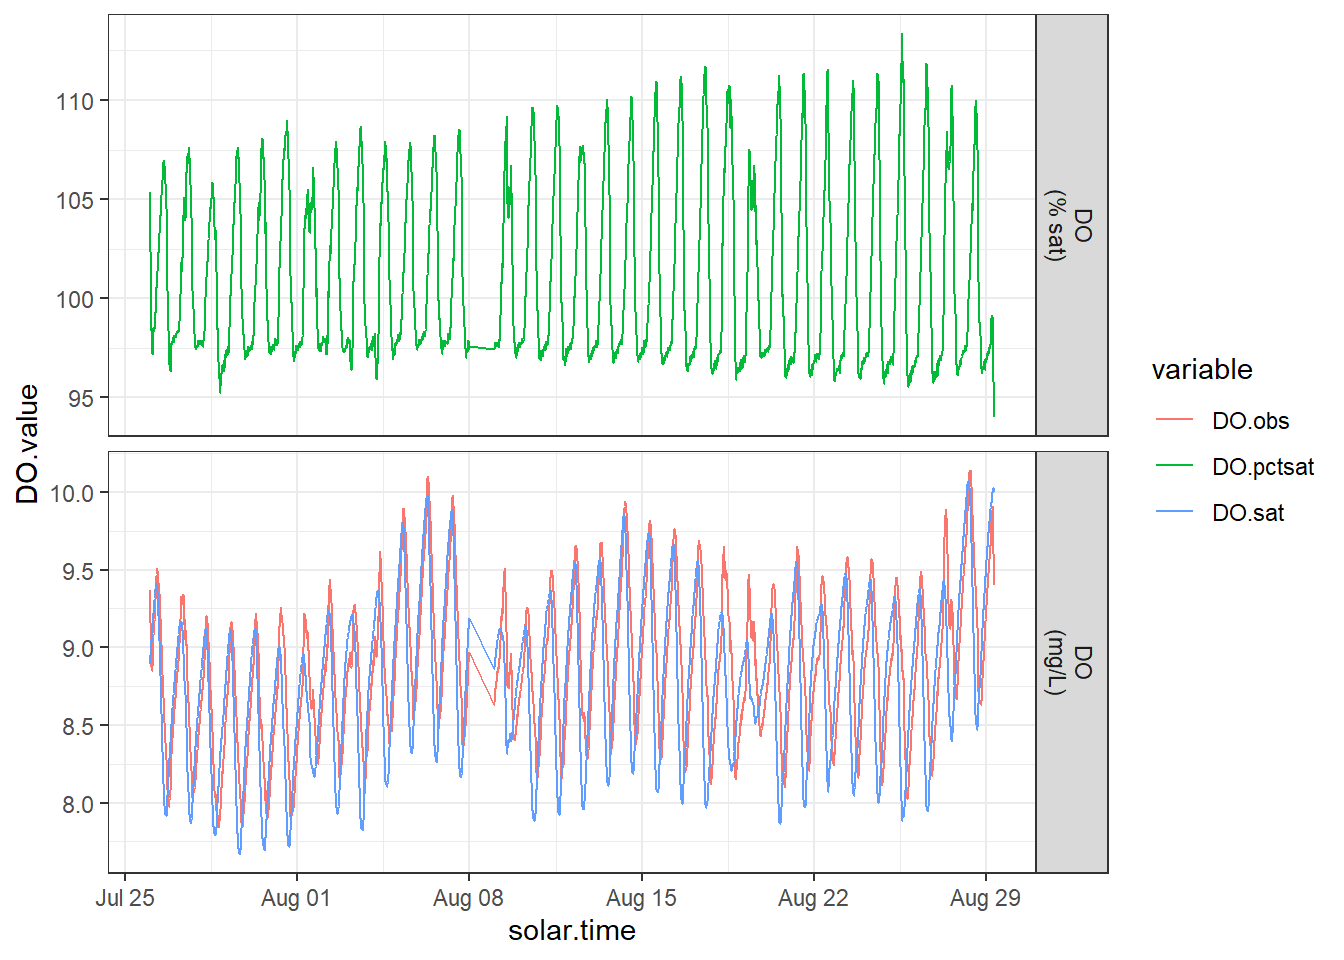 DO.value
110
105
100
95
DO
(% sat)
10.0
9.5
9.0
8.5
8.0
DO
(mg/L)
Jul 25
Aug 01
Aug 08
Aug 15
Aug 22
Aug 29
solar.time
variable
DO.obs
DO.pctsat
DO.sat